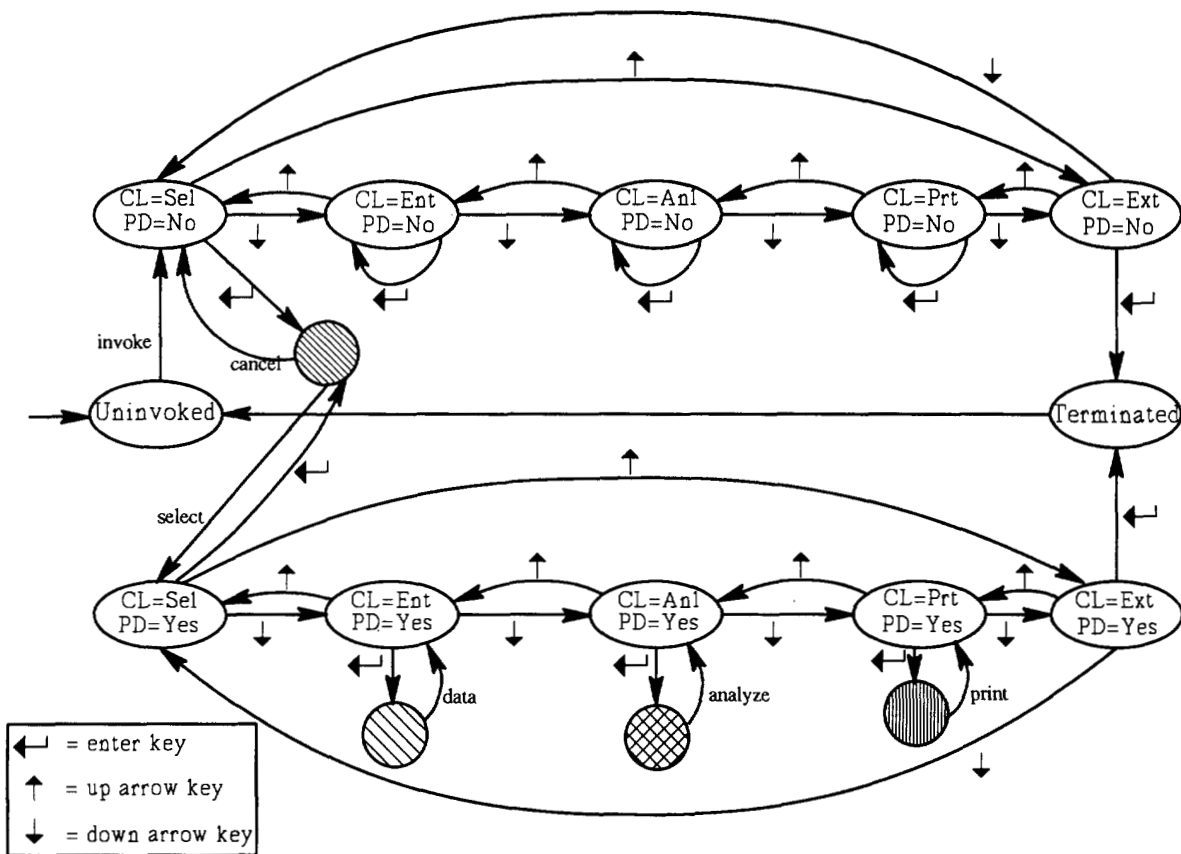 CL=Sel
PD=No
CL=Ent
PD=No
CL=Anl
PD=No
CL=Prt
PD=No
CL=Ext
PD=No
invoke
cancel
Uninvoked
Terminated
select
CL=Sel
PD=Yes
CL=Ent
PD=Yes
CL=Anl
PD=Yes
CL=Prt
PD=Yes
CL=Ext
PD=Yes
data
analyze
print
= enter key
= up arrow key
= down arrow key